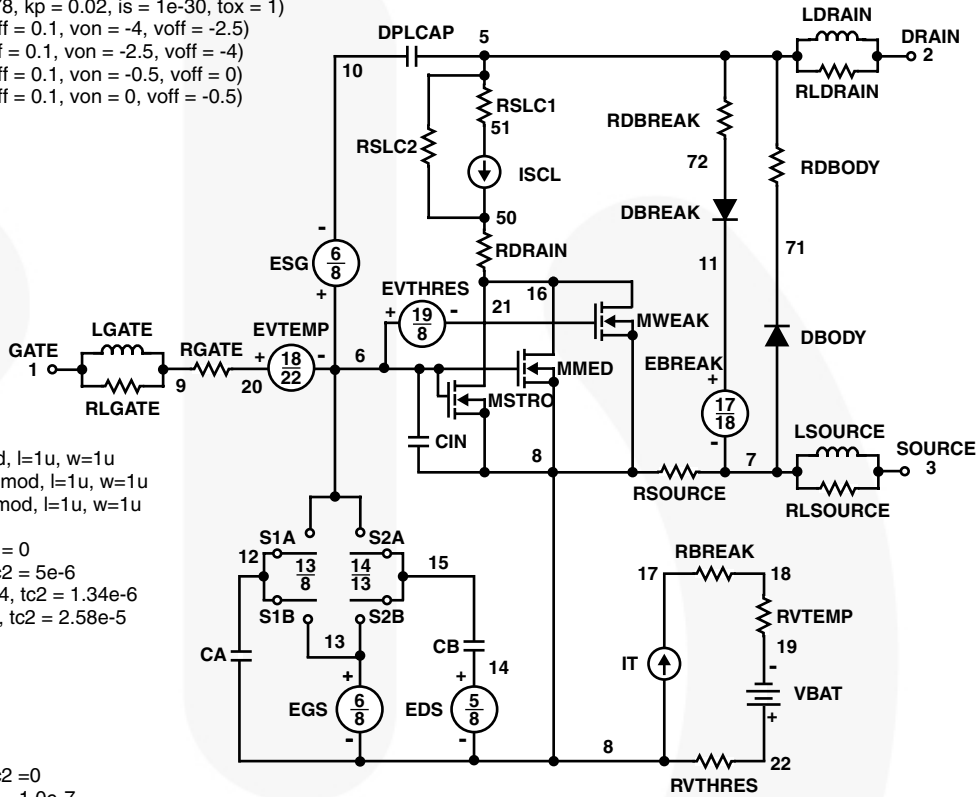 78, kp = 0.02, is = 1e-30, tox = 1)
ff = 0.1, von = -4, voff = -2.5)
f = 0.1, von = -2.5, voff = -4)
ff = 0.1, von = -0.5, voff = 0)
ff = 0.1, von = 0, voff = -0.5)
LDRAIN
DPLCAP 5 DRAIN
10 2
RLDRAIN
RSLC1
51
RDBREAK
RSLC2
72
ISCL
RDBODY
DBREAK
50
-
RDRAIN
71
ESG 6/8
11
EVTHRES
+ 16
+ 19/8 - 21
MWEAK
LGATE
EVTEMP
DBODY
GATE RGATE + 18/22 - 6 EBREAK
1 MMED +
9 20
MSTRO 17/18
RLGATE
LSOURCE
CIN - SOURCE
8 7 3
d, l=1u, w=1u
mod, l=1u, w=1u
RSOURCE
nod, l=1u, w=1u
RLSOURCE
= 0
S1A S2A
RBREAK
12 13/8 14/13 15
c2 = 5e-6
17 18
4, tc2 = 1.34e-6
S1B S2B
RVTEMP
, tc2 = 2.58e-5
13
CB 19
CA
14 IT -
+ + VBAT
EGS 6/8 EDS 5/8
+
- - 8
22
c2 =0
RVTHRES